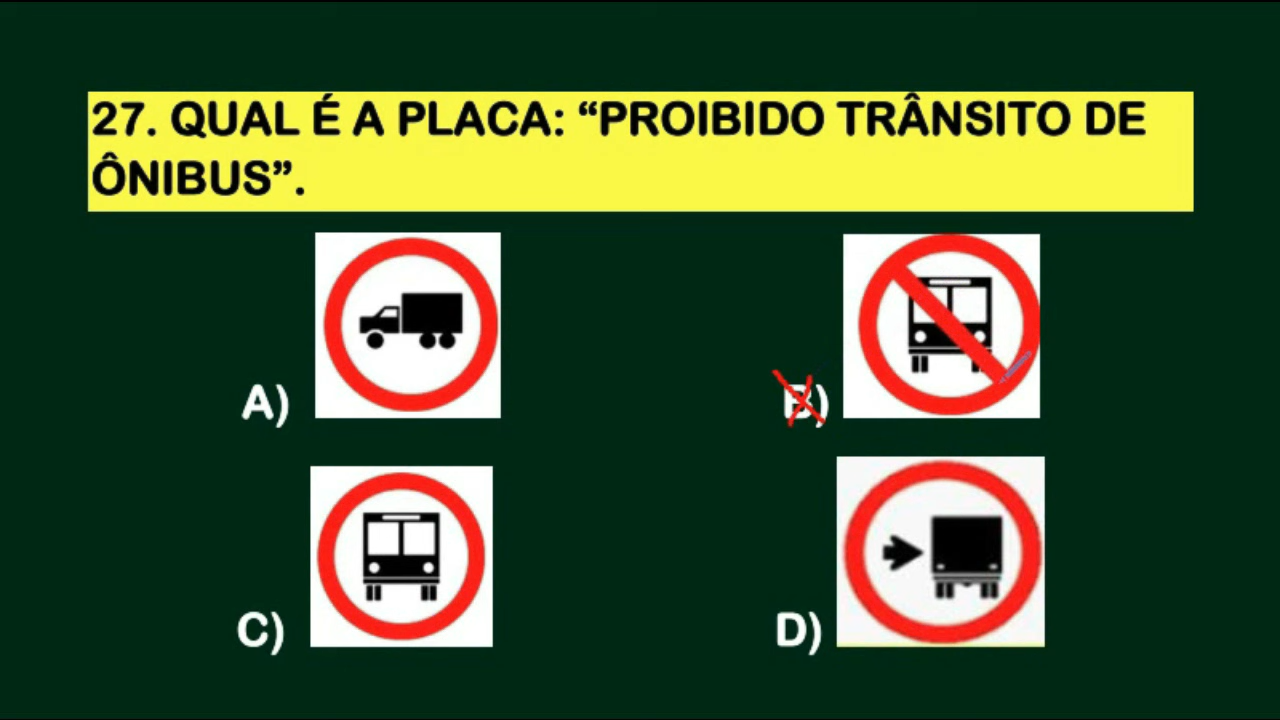 27. QUAL É A PLACA: “PROIBIDO TRÂNSITO DE
ÔNIBUS”.
A)
B)
C)
D)